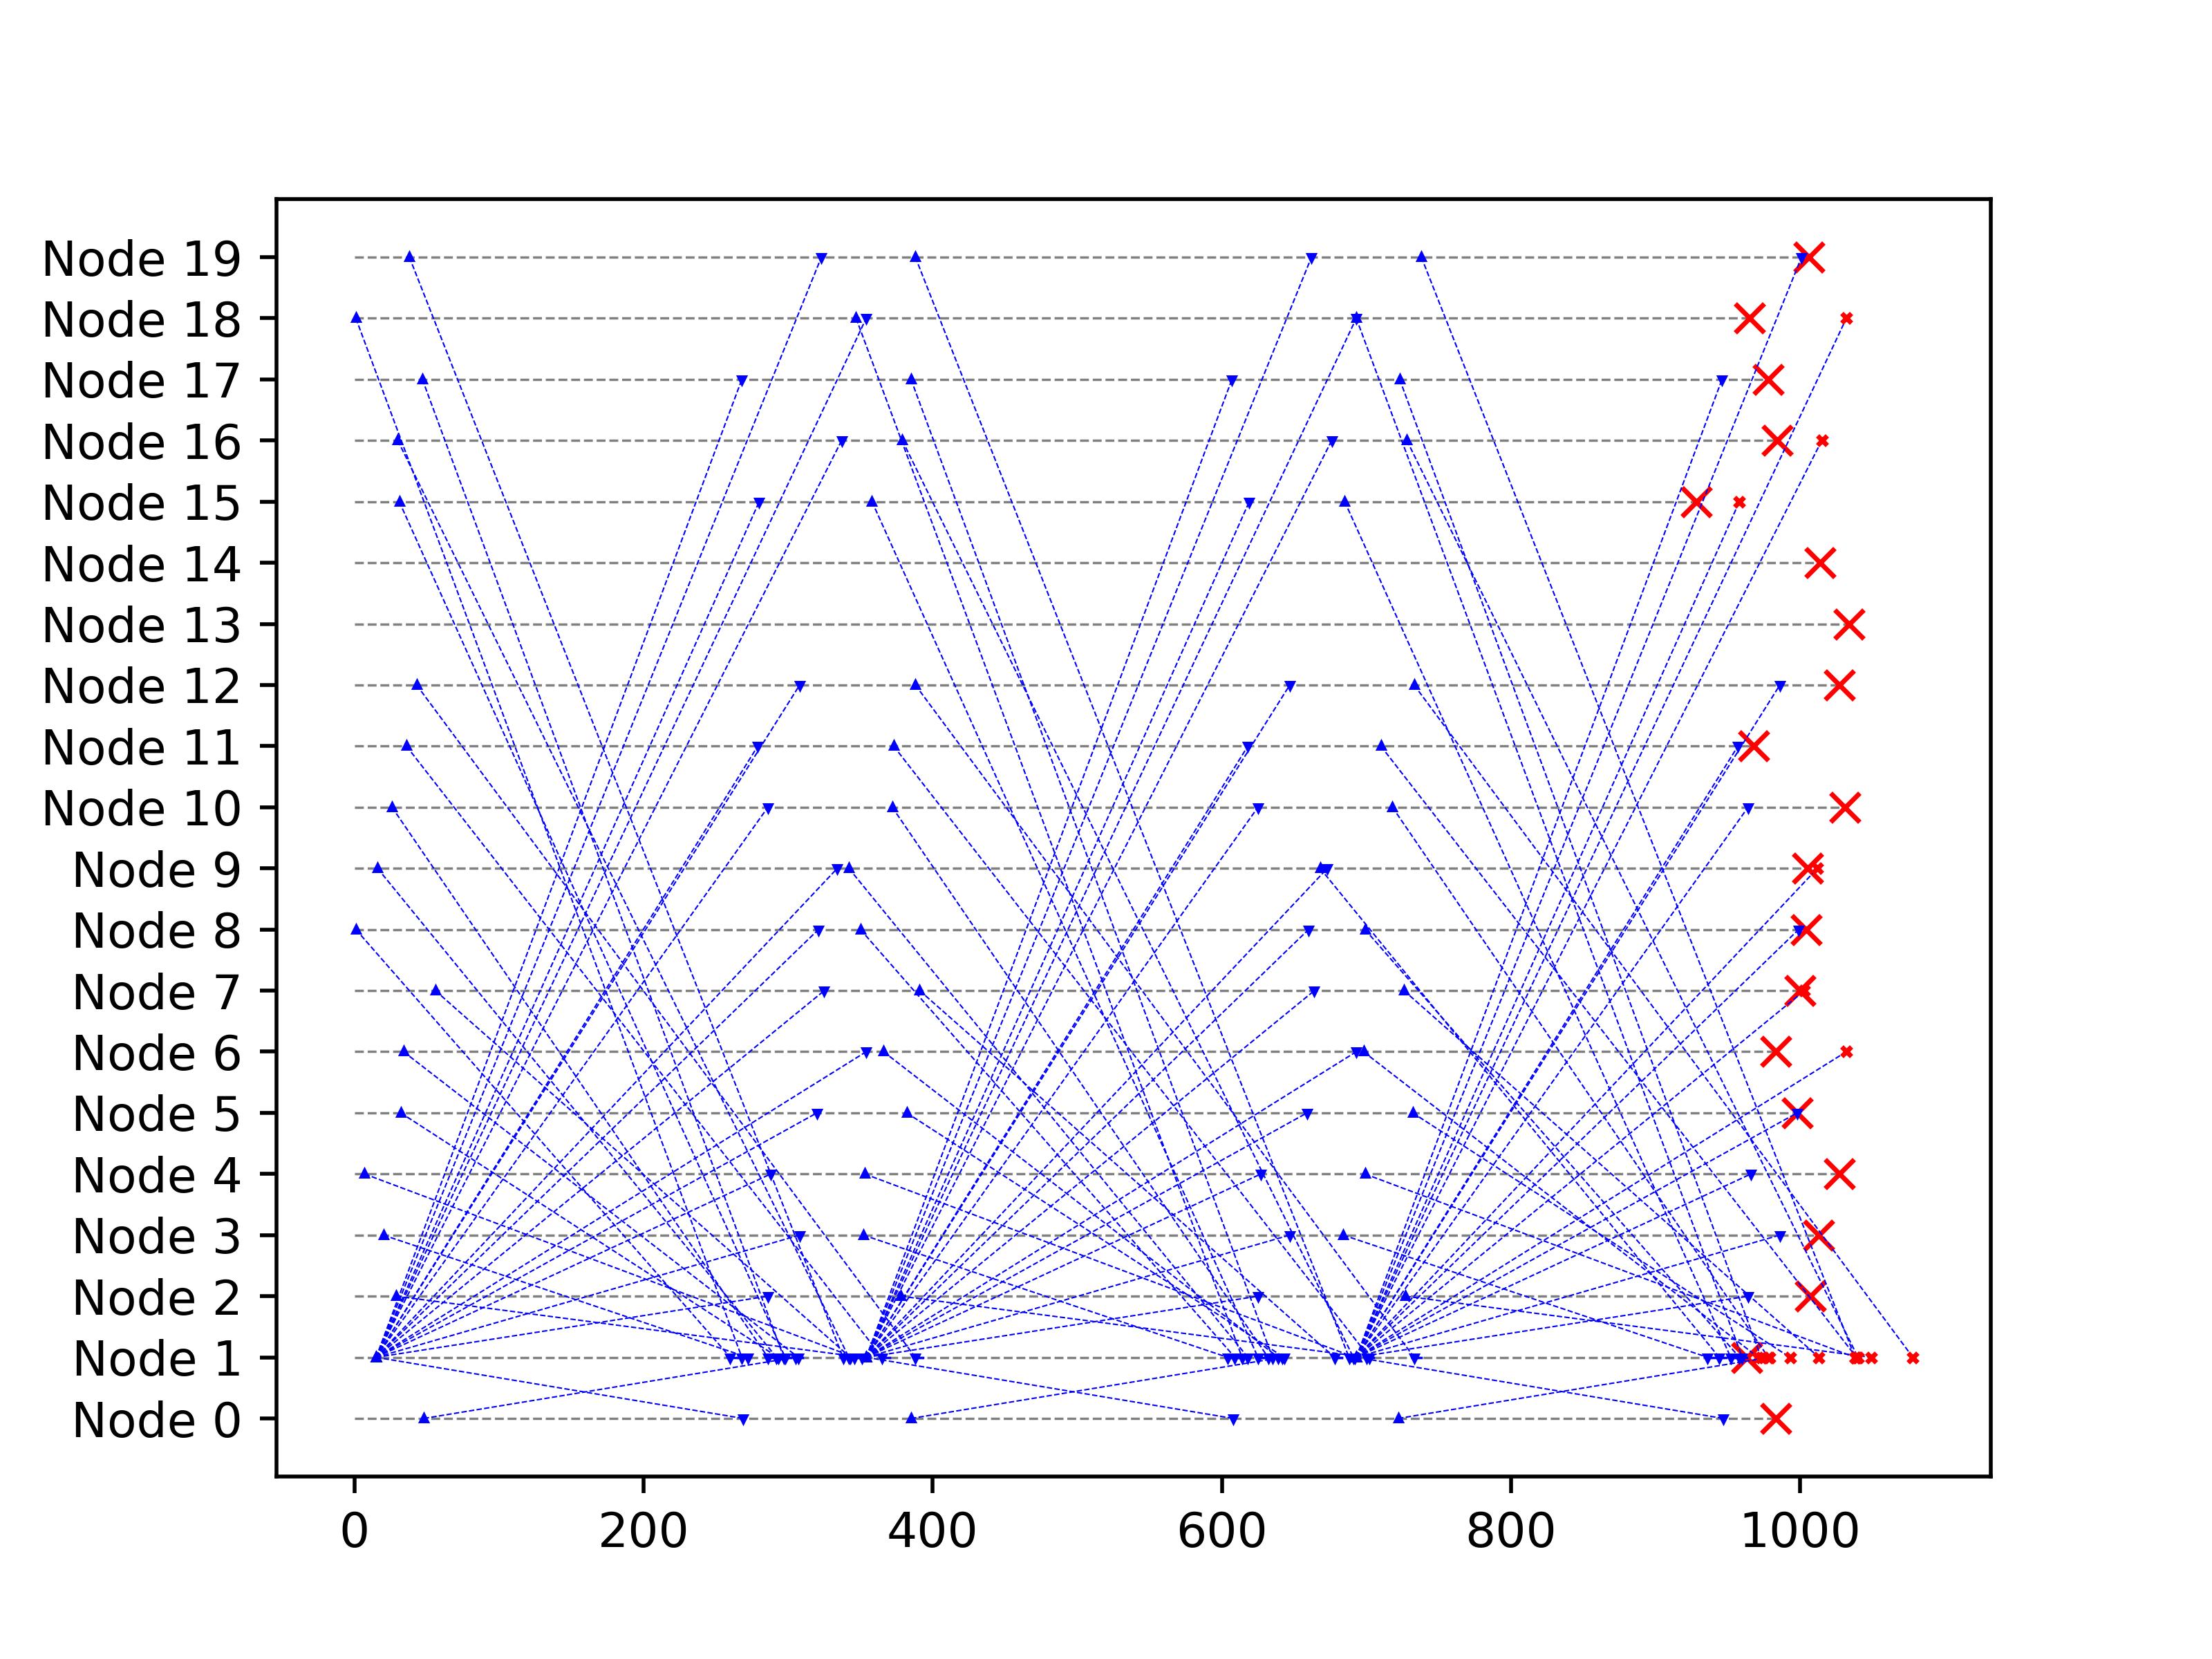 Node 19
Node 18
Node 17
Node 16
Node 15
Node 14
Node 13
Node 12
Node 11
Node 10
Node 9
Node 8
Node 7
Node 6
Node 5
Node 4
Node 3
Node 2
Node 1
Node 0
0 200 400 600 800 1000